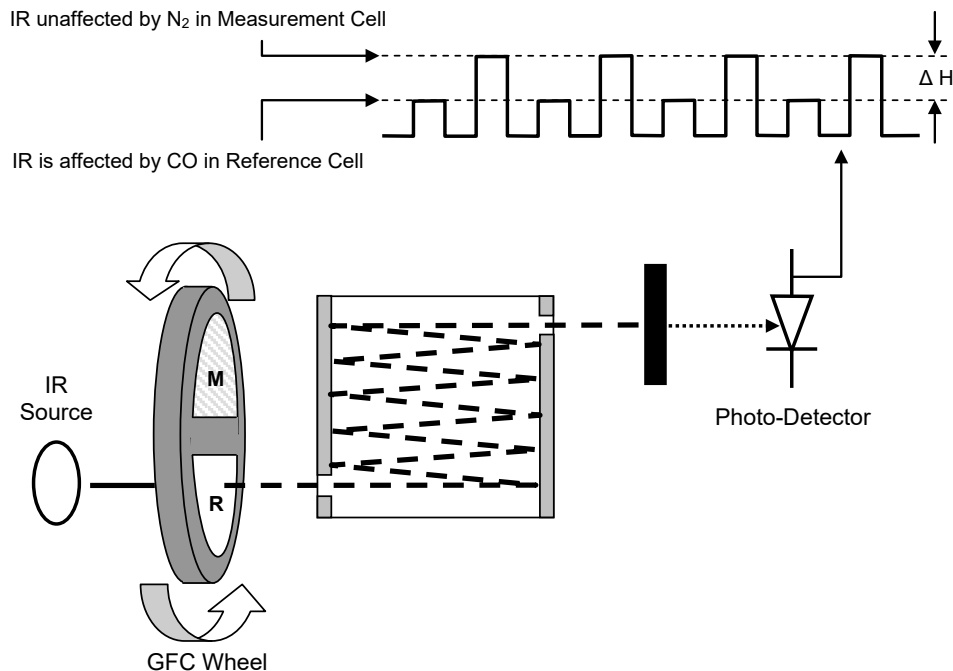 IR unaffected by N₂ in Measurement Cell
Δ H
IR is affected by CO in Reference Cell
M
IR
Source
Photo-Detector
R
GFC Wheel